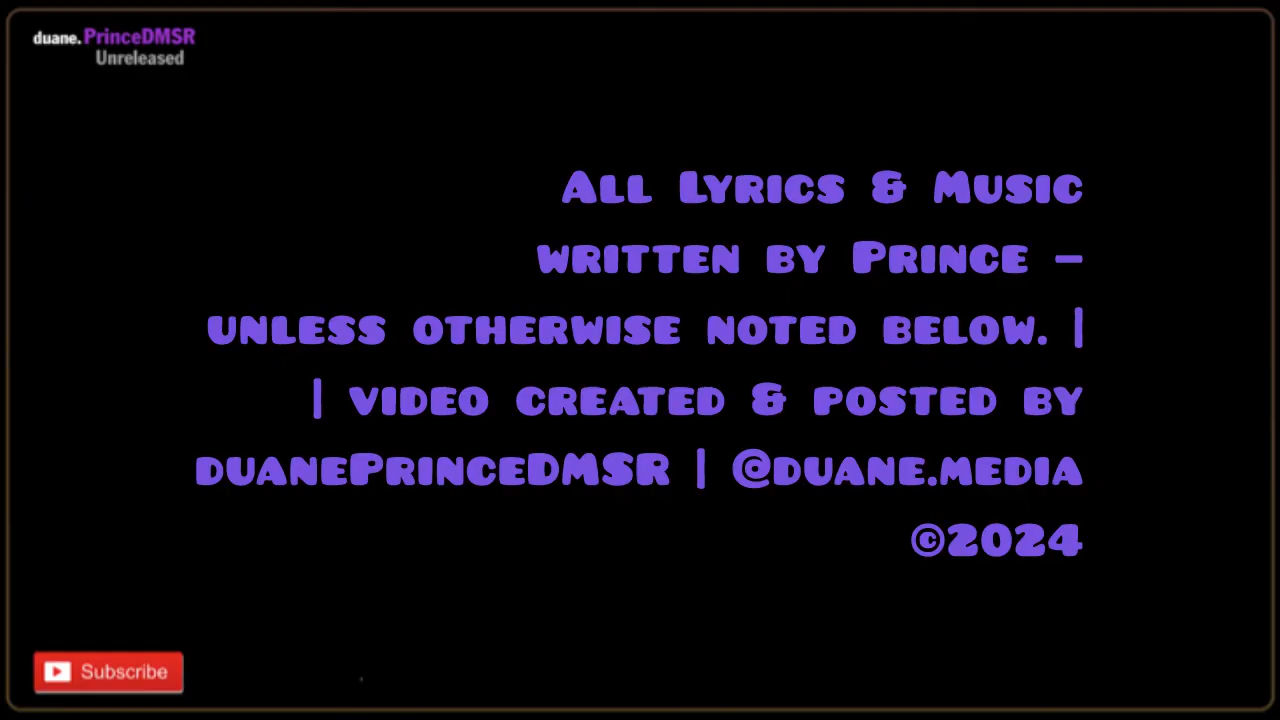 duane.PrinceDMSR
Unreleased
All Lyrics & Music
written by Prince –
unless otherwise noted below. |
| video created & posted by
duanePrinceDMSR | @duane.media
©2024
Subscribe